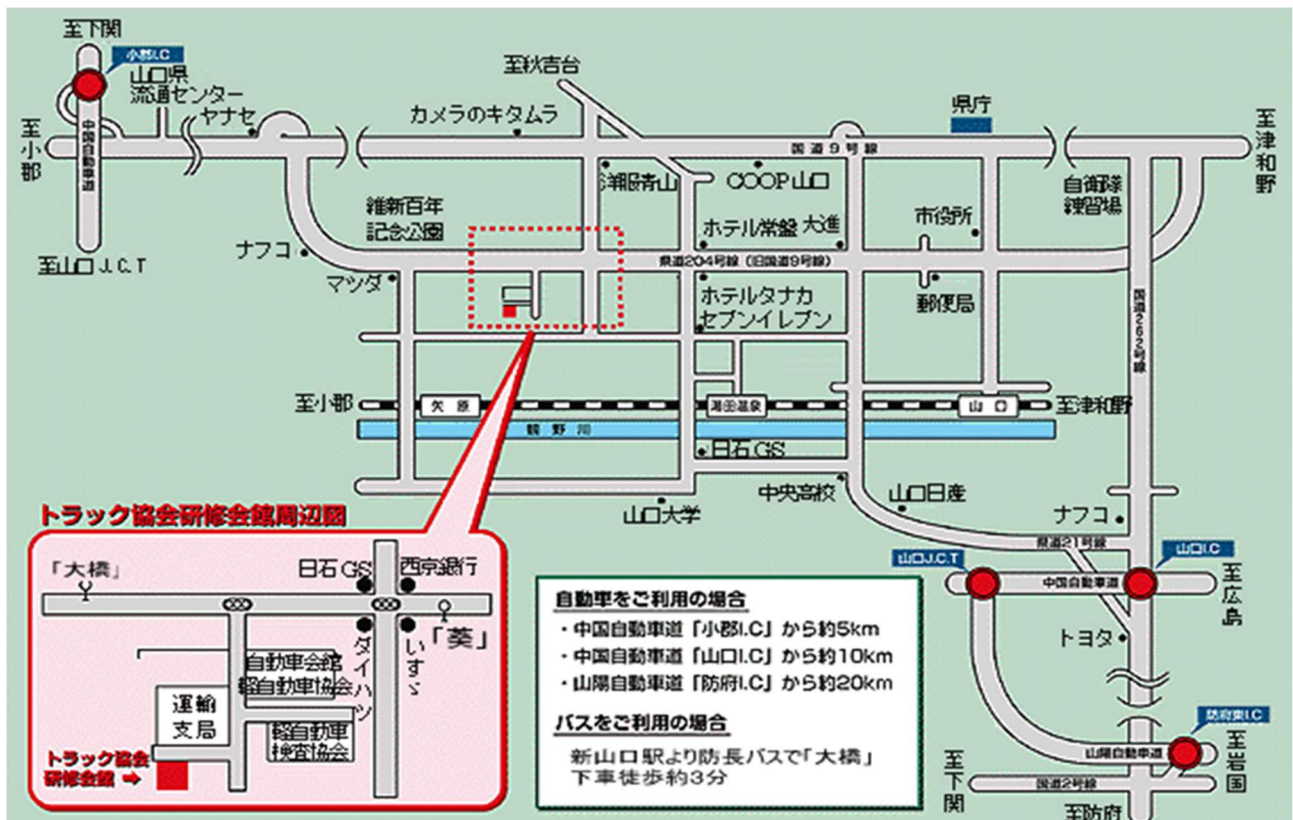 至下関
小郡I.C
山口県
流通センター
ヤナセ
至小郡
中国自動車道
至山口J.C.T
カメラのキタムラ
至秋吉台
県庁
国道9号線
至津和野
洋服青山
COOP山口
自衛隊
練習場
維新百年
記念公園
ナフコ
マツダ
ホテル常盤
大進
市役所
県道204号線（旧国道9号線）
ホテルタナカ
セブンイレブン
郵便局
国道262号線
至小郡
矢原
湯田温泉
山口
至津和野
椹野川
日石GS
中央高校
山口大学
山口日産
ナフコ
県道21号線
山口J.C.T
山口I.C
中国自動車道
至広島
トヨタ
防府東I.C
山陽自動車道
至岩国
至下関
国道2号線
至防府
トラック協会研修会館周辺図
「大橋」
日石GS
西京銀行
「葵」
ダイハツ
いすゞ
自動車会館
軽自動車協会
運輸
支局
軽自動車
検査協会
トラック協会
研修会館 →
自動車をご利用の場合
・中国自動車道「小郡I.C」から約5km
・中国自動車道「山口I.C」から約10km
・山陽自動車道「防府I.C」から約20km
バスをご利用の場合
新山口駅より防長バスで「大橋」
下車徒歩約3分